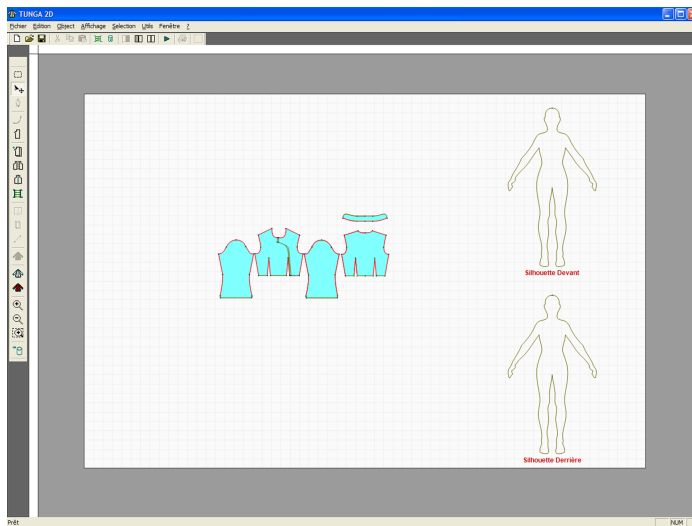 TUNGA 2D
Fichier Edition Object Affichage Selection Utils Fenêtre ?
Silhouette Devant
Silhouette Derrière
Prêt
NUM